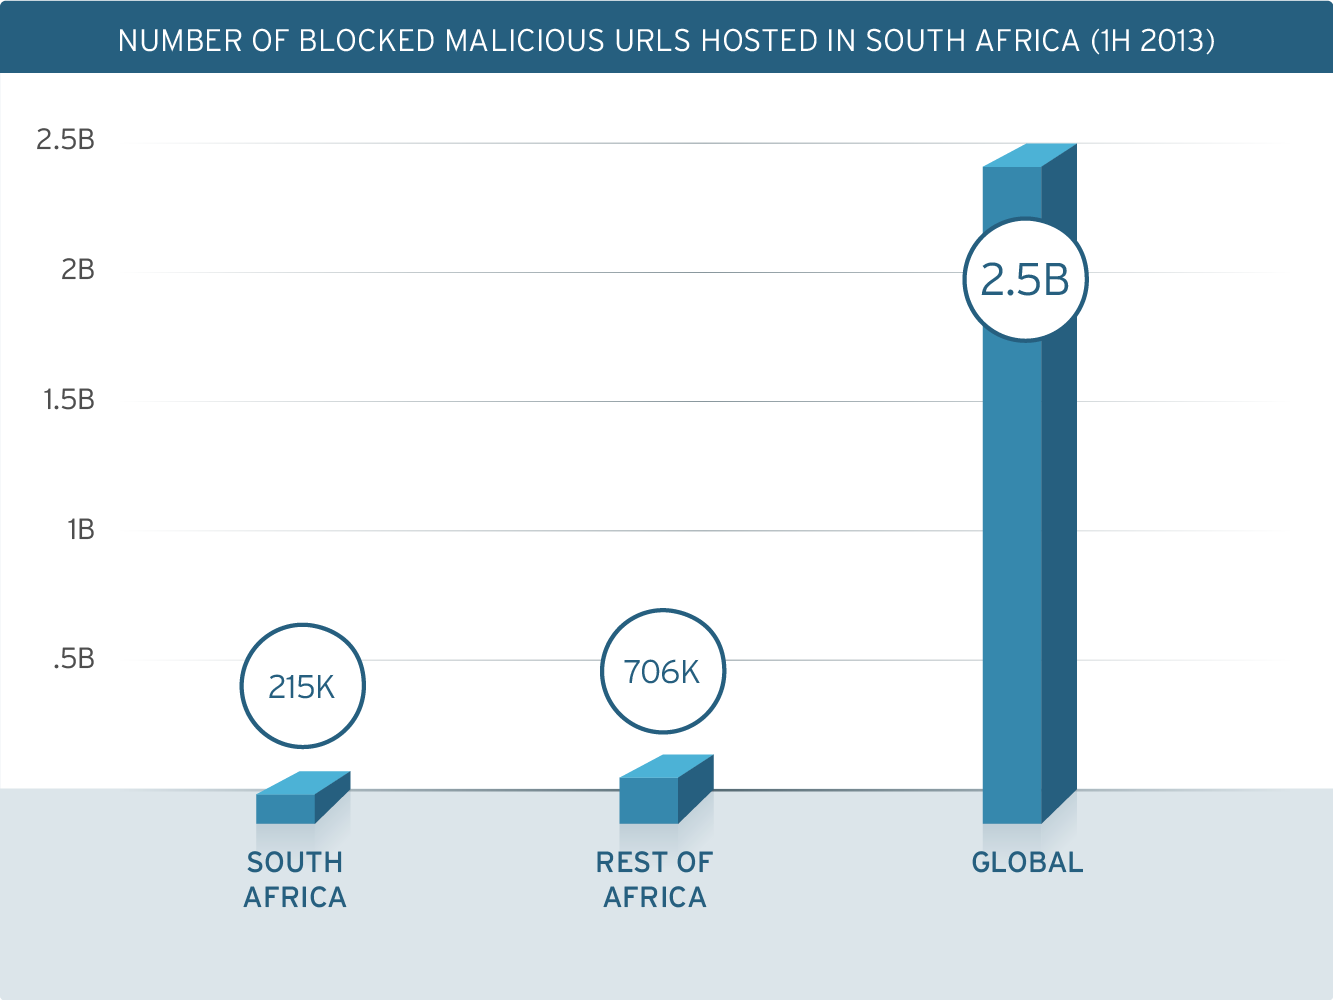 NUMBER OF BLOCKED MALICIOUS URLS HOSTED IN SOUTH AFRICA (1H 2013)
2.5B
2B
1.5B
1B
.5B
215K
706K
2.5B
SOUTH
AFRICA
REST OF
AFRICA
GLOBAL